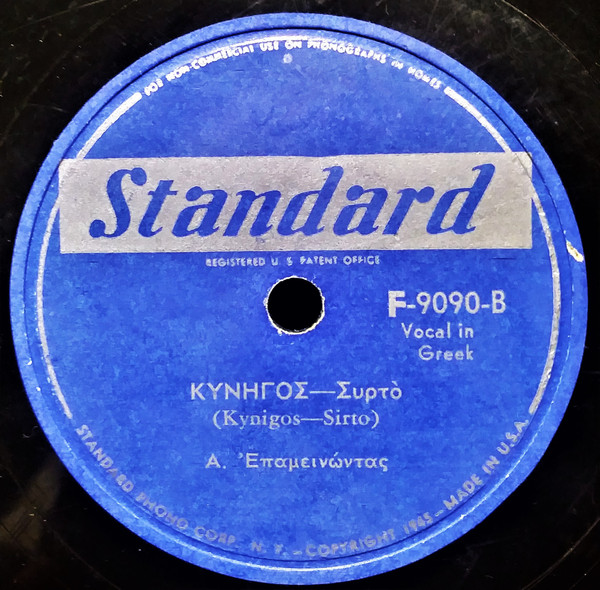 FOR NON-COMMERCIAL USE ON PHONOGRAPHS IN HOMES
Standard
REGISTERED U S PATENT OFFICE
F-9090-B
Vocal in
Greek
ΚΥΝΗΓΟΣ—Συρτὸ
(Kynigos—Sirto)
Α. Ἐπαμεινώντας
STANDARD PHONO CORP. N. Y. – COPYRIGHT 1945 – MADE IN U.S.A.